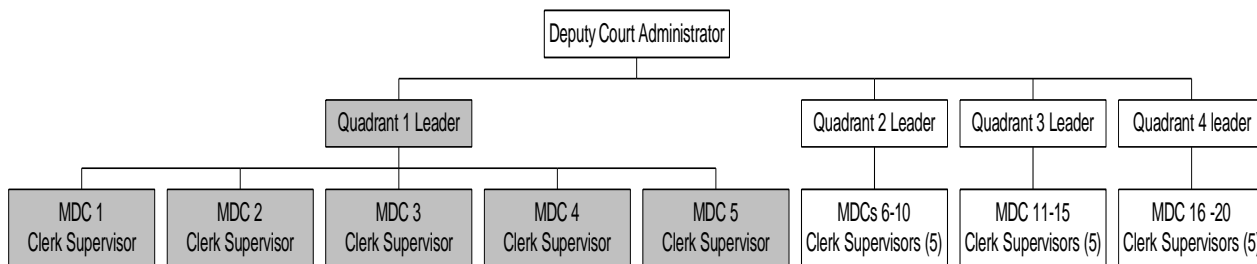 Deputy Court Administrator
Quadrant 1 Leader
Quadrant 2 Leader
Quadrant 3 Leader
Quadrant 4 leader
MDC 1
Clerk Supervisor
MDC 2
Clerk Supervisor
MDC 3
Clerk Supervisor
MDC 4
Clerk Supervisor
MDC 5
Clerk Supervisor
MDCs 6-10
Clerk Supervisors (5)
MDC 11-15
Clerk Supervisors (5)
MDC 16 -20
Clerk Supervisors (5)